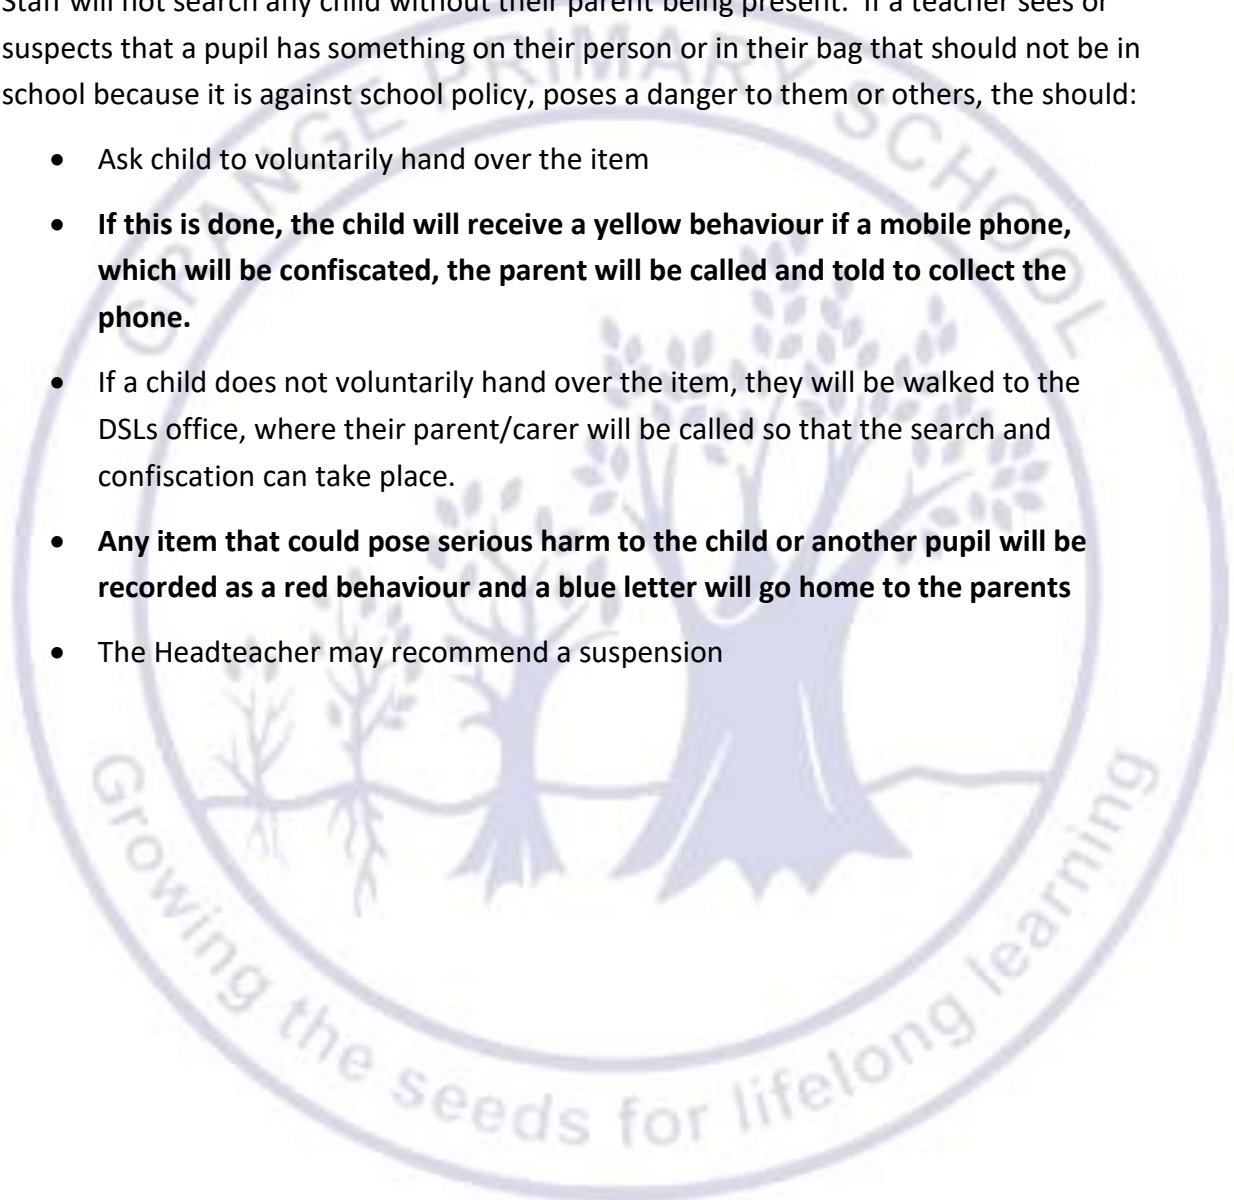 Staff will not search any child without their parent being present. If a teacher sees or
suspects that a pupil has something on their person or in their bag that should not be in
school because it is against school policy, poses a danger to them or others, the should:
• Ask child to voluntarily hand over the item
• If this is done, the child will receive a yellow behaviour if a mobile phone,
which will be confiscated, the parent will be called and told to collect the
phone.
• If a child does not voluntarily hand over the item, they will be walked to the
DSLs office, where their parent/carer will be called so that the search and
confiscation can take place.
• Any item that could pose serious harm to the child or another pupil will be
recorded as a red behaviour and a blue letter will go home to the parents
• The Headteacher may recommend a suspension
GRANGE PRIMARY SCHOOL
Growing the seeds for lifelong learning